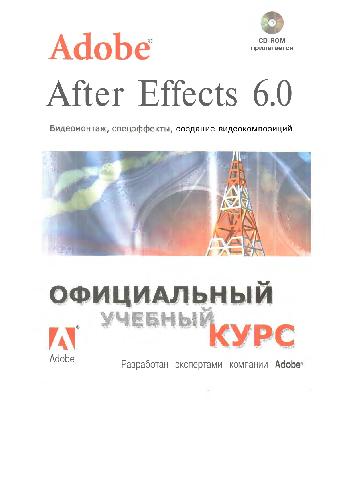 Adobe®
CD-ROM
прилагается
After Effects 6.0
Видеомонтаж, спецэффекты, создание видеокомпозиций
ОФИЦИАЛЬНЫЙ
УЧЕБНЫЙ
КУРС
Adobe®
Разработан экспертами компании Adobe®